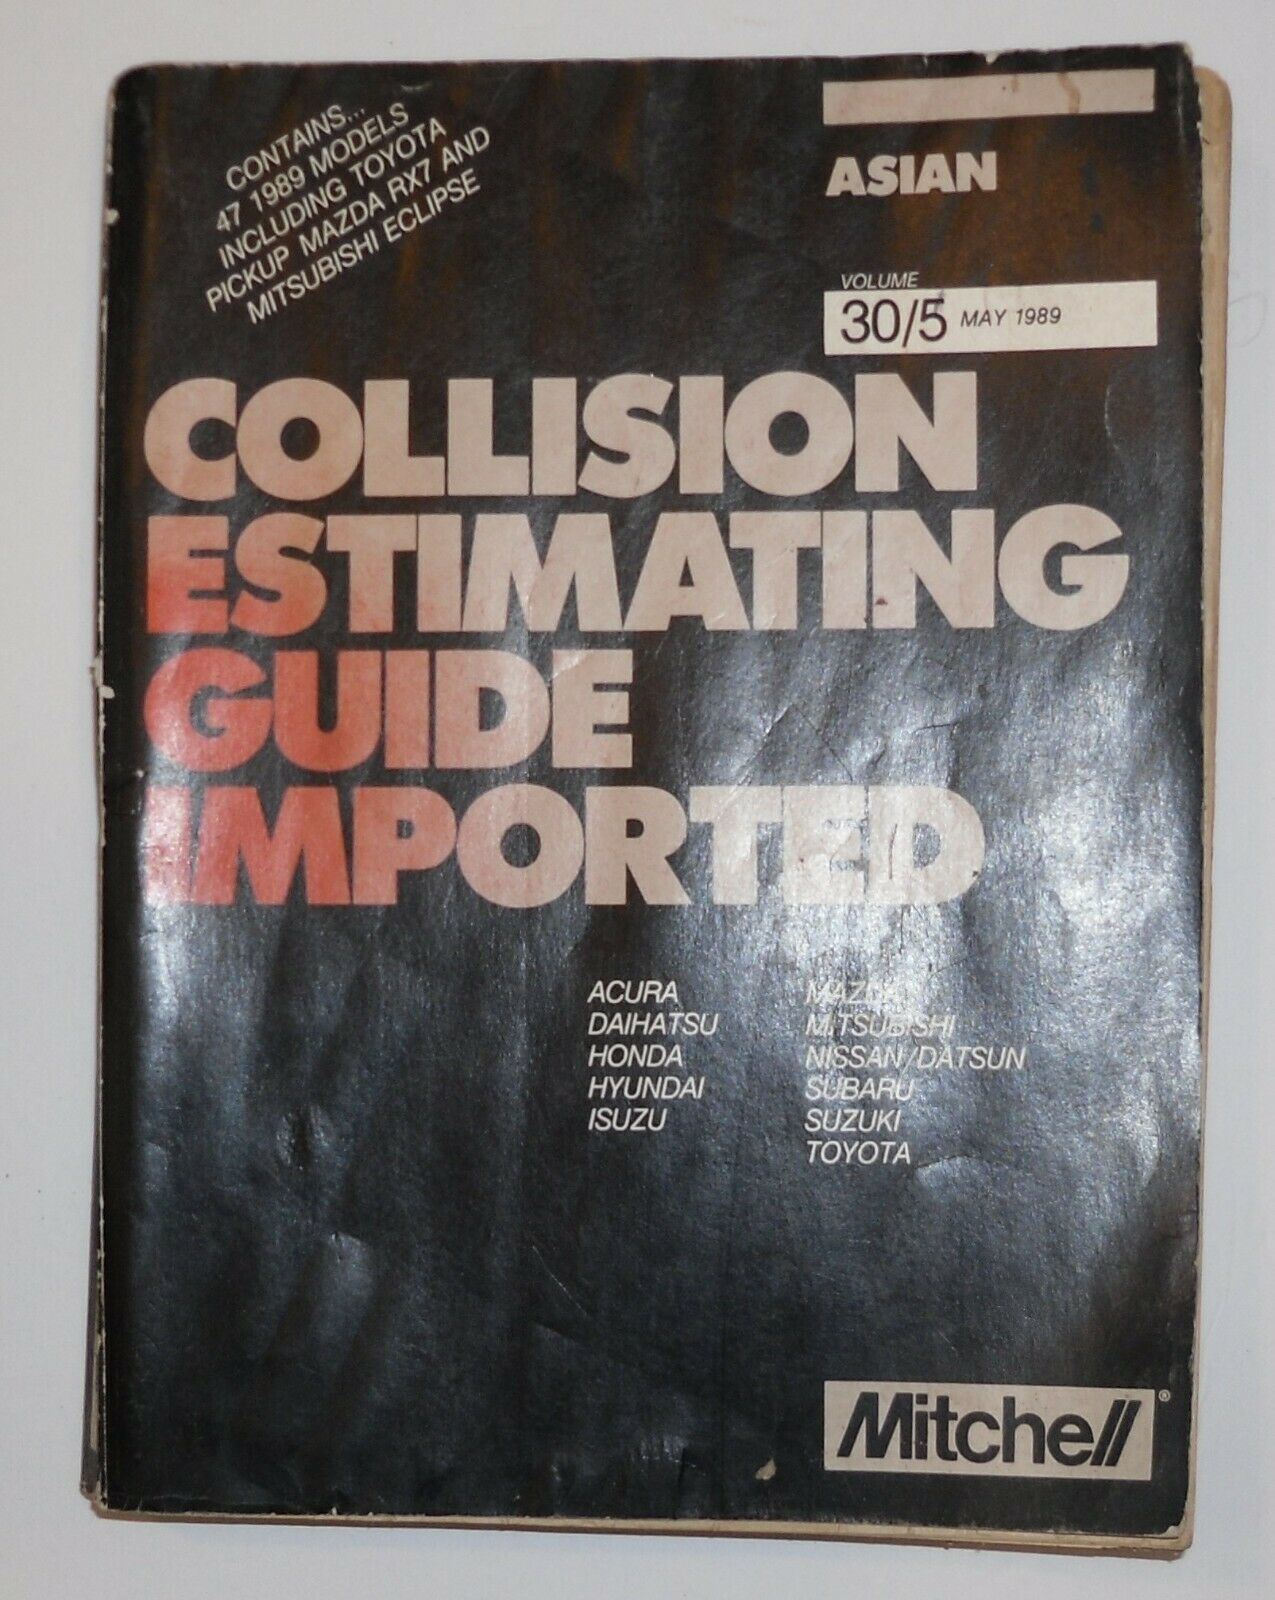 CONTAINS...
47 1989 MODELS
INCLUDING TOYOTA
PICKUP MAZDA RX7 AND
MITSUBISHI ECLIPSE
ASIAN
VOLUME
30/5 MAY 1989
COLLISION
ESTIMATING
GUIDE
IMPORTED
ACURA
DAIHATSU
HONDA
HYUNDAI
ISUZU
MAZDA
MITSUBISHI
NISSAN/DATSUN
SUBARU
SUZUKI
TOYOTA
Mitchell®